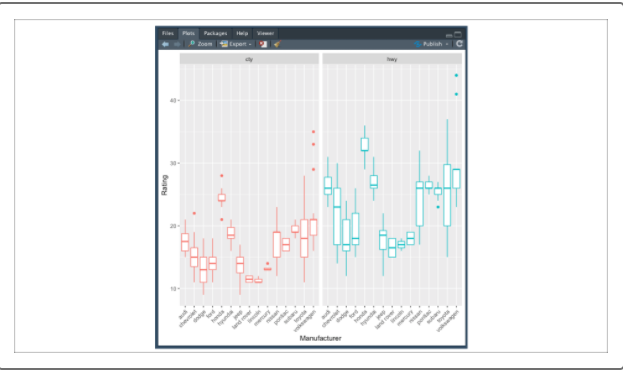 Files Plots Packages Help Viewer
Zoom Export Publish
cty hwy
40
30
20
10
Rating
audi chevrolet dodge ford honda hyundai jeep land rover lincoln mercury nissan pontiac subaru toyota volkswagen audi chevrolet dodge ford honda hyundai jeep land rover lincoln mercury nissan pontiac subaru toyota volkswagen
Manufacturer